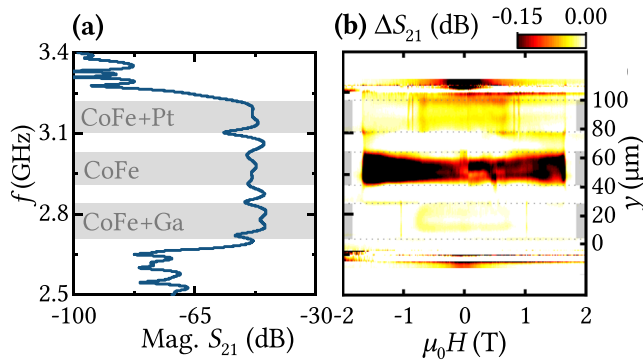 (a)
3.4
3.1
2.8
2.5
f (GHz)
CoFe+Pt
CoFe
CoFe+Ga
-100
-65
-30
Mag. S21 (dB)
(b) ΔS21 (dB)
-0.15
0.00
100
80
60
40
20
0
y (μm)
-2
-1
0
1
2
μ0H (T)